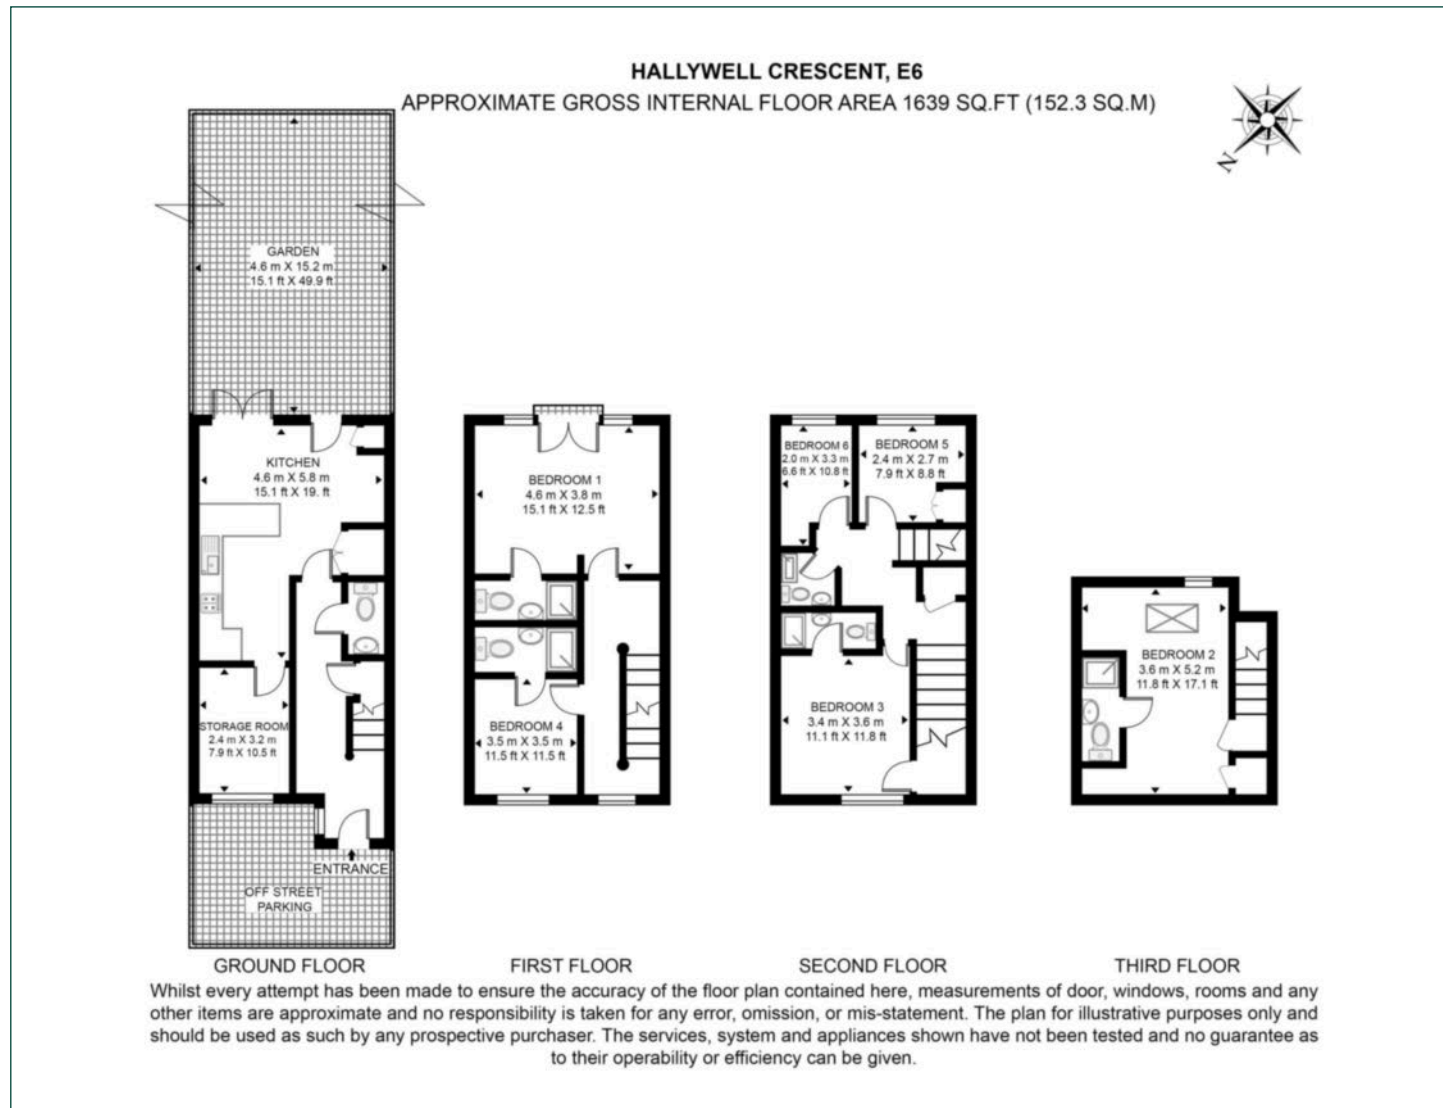 HALLYWELL CRESCENT, E6
APPROXIMATE GROSS INTERNAL FLOOR AREA 1639 SQ.FT (152.3 SQ.M)
N
GARDEN
4.6 m X 15.2 m
15.1 ft X 49.9 ft
KITCHEN
4.6 m X 5.8 m
15.1 ft X 19. ft
STORAGE ROOM
2.4 m X 3.2 m
7.9 ft X 10.5 ft
ENTRANCE
OFF STREET
PARKING
GROUND FLOOR
BEDROOM 1
4.6 m X 3.8 m
15.1 ft X 12.5 ft
BEDROOM 4
3.5 m X 3.5 m
11.5 ft X 11.5 ft
FIRST FLOOR
BEDROOM 6
2.0 m X 3.3 m
6.6 ft X 10.8 ft
BEDROOM 5
2.4 m X 2.7 m
7.9 ft X 8.8 ft
BEDROOM 3
3.4 m X 3.6 m
11.1 ft X 11.8 ft
SECOND FLOOR
BEDROOM 2
3.6 m X 5.2 m
11.8 ft X 17.1 ft
THIRD FLOOR
Whilst every attempt has been made to ensure the accuracy of the floor plan contained here, measurements of door, windows, rooms and any
other items are approximate and no responsibility is taken for any error, omission, or mis-statement. The plan for illustrative purposes only and
should be used as such by any prospective purchaser. The services, system and appliances shown have not been tested and no guarantee as
to their operability or efficiency can be given.